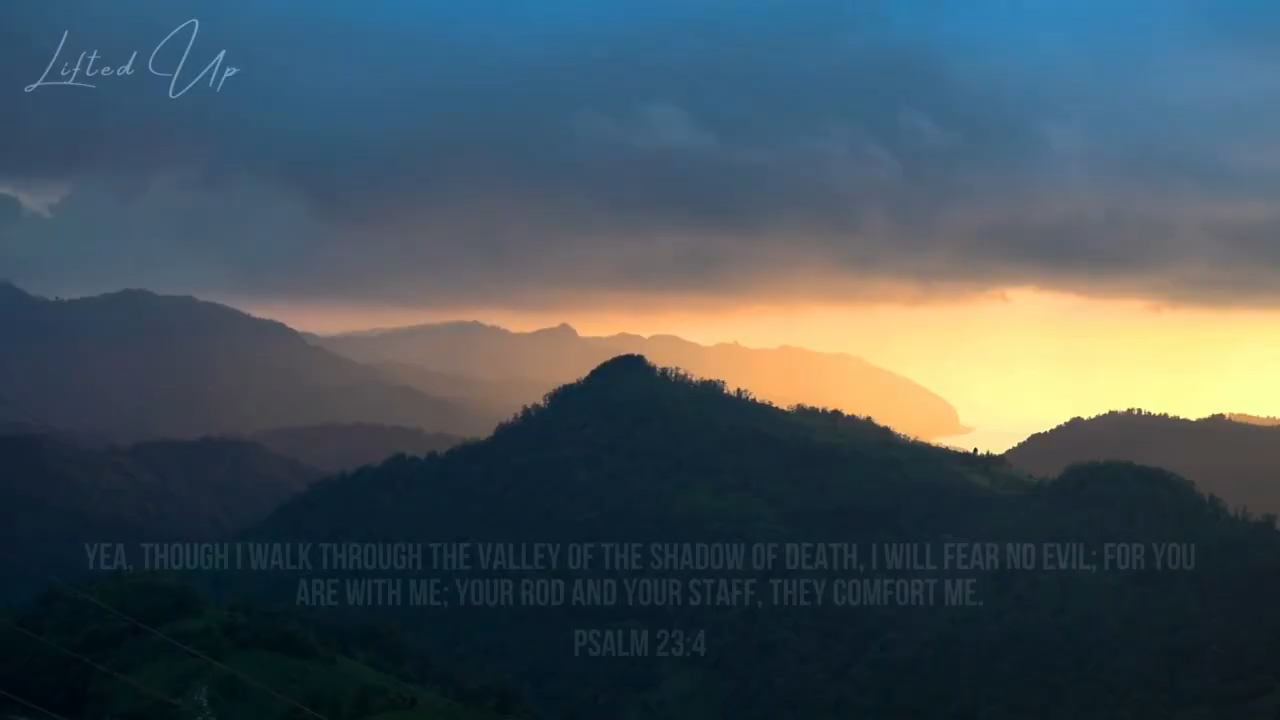 Lifted Up
YEA, THOUGH I WALK THROUGH THE VALLEY OF THE SHADOW OF DEATH, I WILL FEAR NO EVIL; FOR YOU
ARE WITH ME; YOUR ROD AND YOUR STAFF, THEY COMFORT ME.
PSALM 23:4